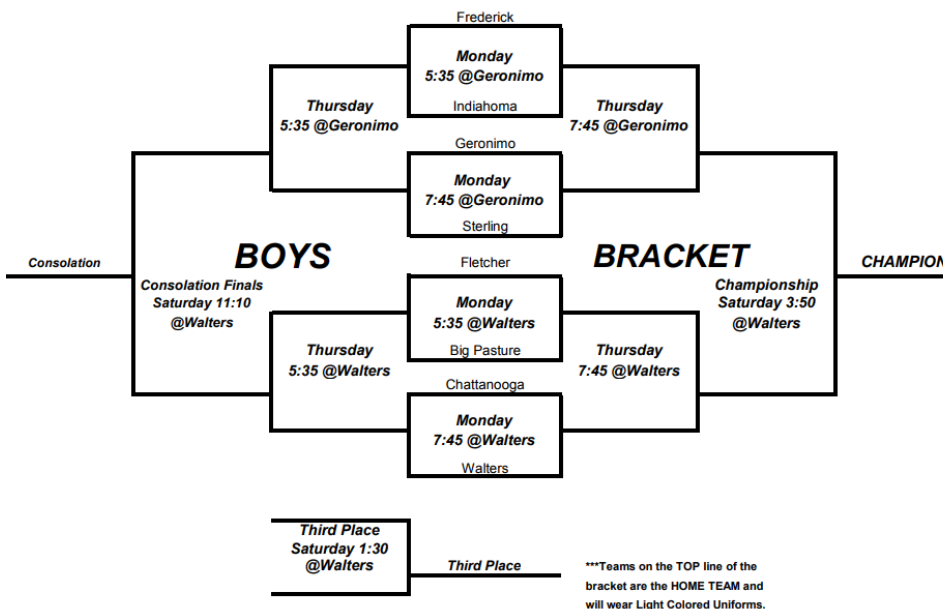 Frederick
Monday
5:35 @Geronimo
Indiahoma
Thursday
5:35 @Geronimo
Thursday
7:45 @Geronimo
Geronimo
Monday
7:45 @Geronimo
Sterling
BOYS
BRACKET
Consolation
CHAMPION
Consolation Finals
Saturday 11:10
@Walters
Championship
Saturday 3:50
@Walters
Fletcher
Monday
5:35 @Walters
Big Pasture
Thursday
5:35 @Walters
Thursday
7:45 @Walters
Chattanooga
Monday
7:45 @Walters
Walters
Third Place
Saturday 1:30
@Walters
Third Place
***Teams on the TOP line of the
bracket are the HOME TEAM and
will wear Light Colored Uniforms.